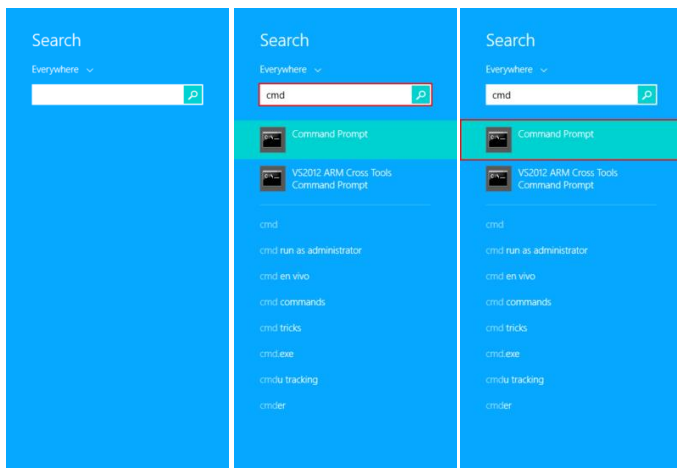 Search
Everywhere
Search
Everywhere
cmd
Command Prompt
VS2012 ARM Cross Tools
Command Prompt
cmd
cmd run as administrator
cmd en vivo
cmd commands
cmd tricks
cmd.exe
cmdu tracking
cmder
Search
Everywhere
cmd
Command Prompt
VS2012 ARM Cross Tools
Command Prompt
cmd
cmd run as administrator
cmd en vivo
cmd commands
cmd tricks
cmd.exe
cmdu tracking
cmder